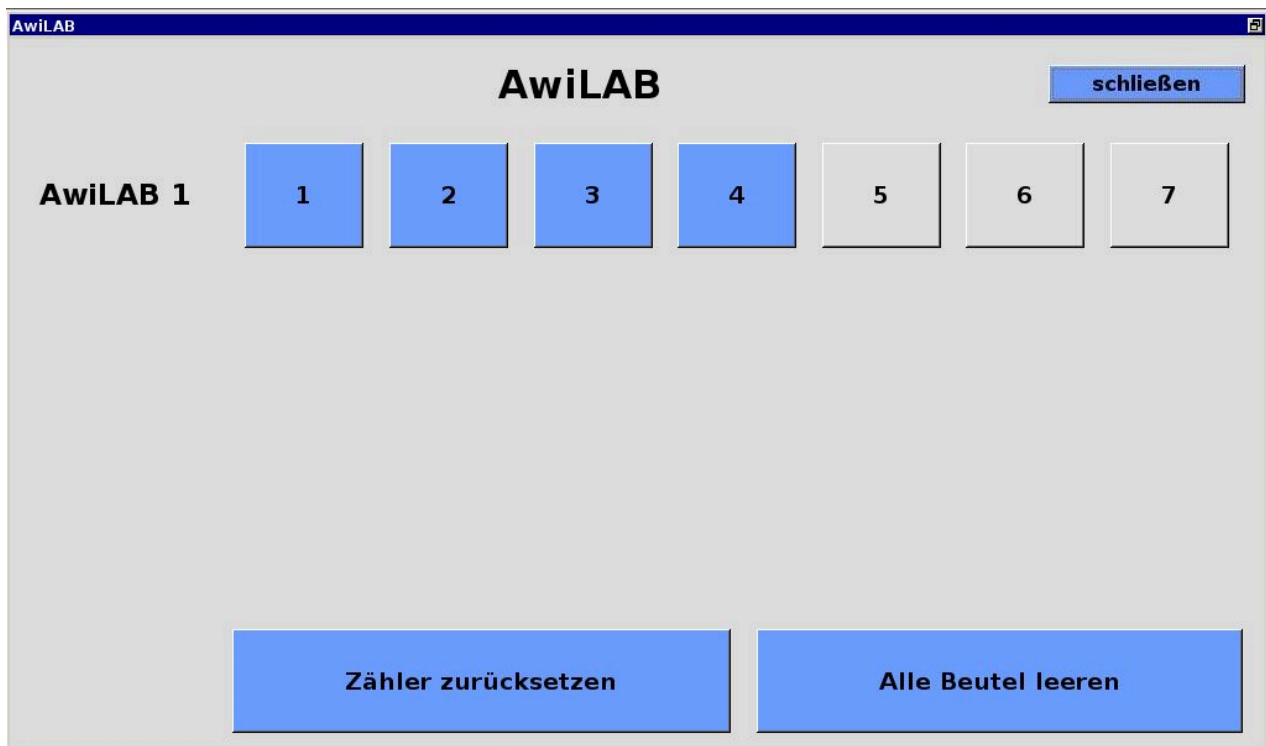 AwiLAB
AwiLAB
schließen
AwiLAB 1
1 2 3 4 5 6 7
Zähler zurücksetzen
Alle Beutel leeren